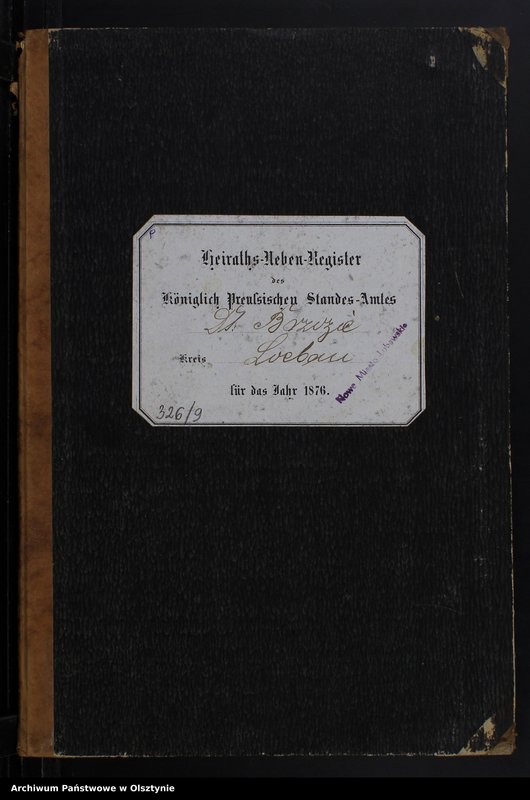 P
Heiraths-Neben-Register
des
Königlich Preußischen Standes-Amtes
Dt. Brzozie
Kreis Loebau
für das Jahr 1876.
Nowe Miasto Lubawskie
326/9
Archiwum Państwowe w Olsztynie